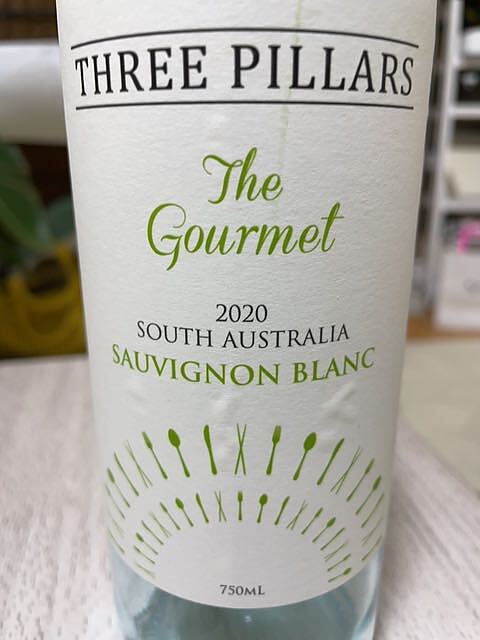 THREE PILLARS
The
Gourmet
2020
SOUTH AUSTRALIA
SAUVIGNON BLANC
750ML